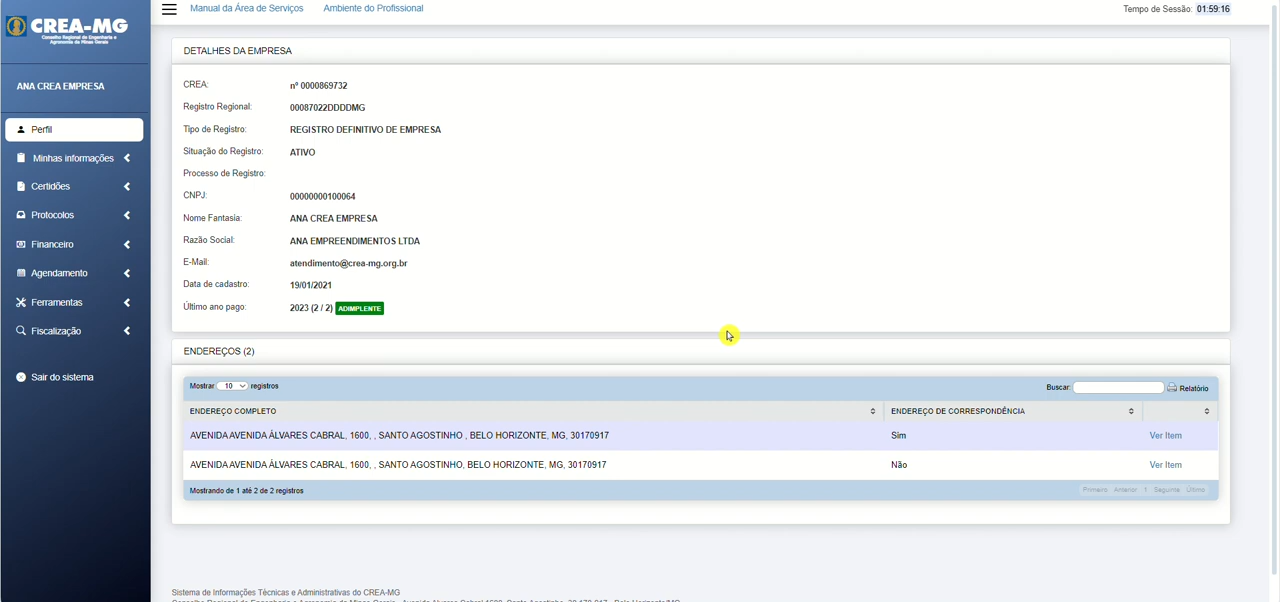 CREA-MG
Conselho Regional de Engenharia e
Agronomia de Minas Gerais
Manual da Área de Serviços
Ambiente do Profissional
Tempo de Sessão: 01:59:16
ANA CREA EMPRESA
Perfil
Minhas informações
Certidões
Protocolos
Financeiro
Agendamento
Ferramentas
Fiscalização
Sair do sistema
DETALHES DA EMPRESA
CREA: nº 0000869732
Registro Regional: 00087022DDDDMG
Tipo de Registro: REGISTRO DEFINITIVO DE EMPRESA
Situação do Registro: ATIVO
Processo de Registro:
CNPJ: 00000000100064
Nome Fantasia: ANA CREA EMPRESA
Razão Social: ANA EMPREENDIMENTOS LTDA
E-Mail: atendimento@crea-mg.org.br
Data de cadastro: 19/01/2021
Último ano pago: 2023 (2 / 2) ADIMPLENTE
ENDEREÇOS (2)
Mostrar 10 registros
Buscar: Relatório
ENDEREÇO COMPLETO ENDEREÇO DE CORRESPONDÊNCIA
AVENIDA AVENIDA ÁLVARES CABRAL, 1600, , SANTO AGOSTINHO , BELO HORIZONTE, MG, 30170917 Sim Ver Item
AVENIDA AVENIDA ÁLVARES CABRAL, 1600, , SANTO AGOSTINHO, BELO HORIZONTE, MG, 30170917 Não Ver Item
Mostrando de 1 até 2 de 2 registros
Primeiro Anterior 1 Seguinte Último
Sistema de Informações Técnicas e Administrativas do CREA-MG